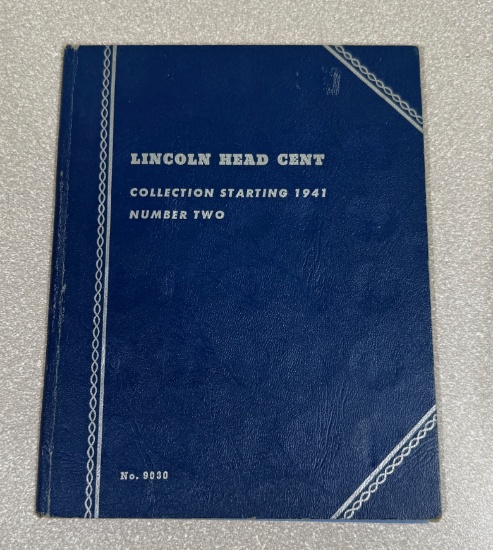 LINCOLN HEAD CENT
COLLECTION STARTING 1941
NUMBER TWO
No. 9030